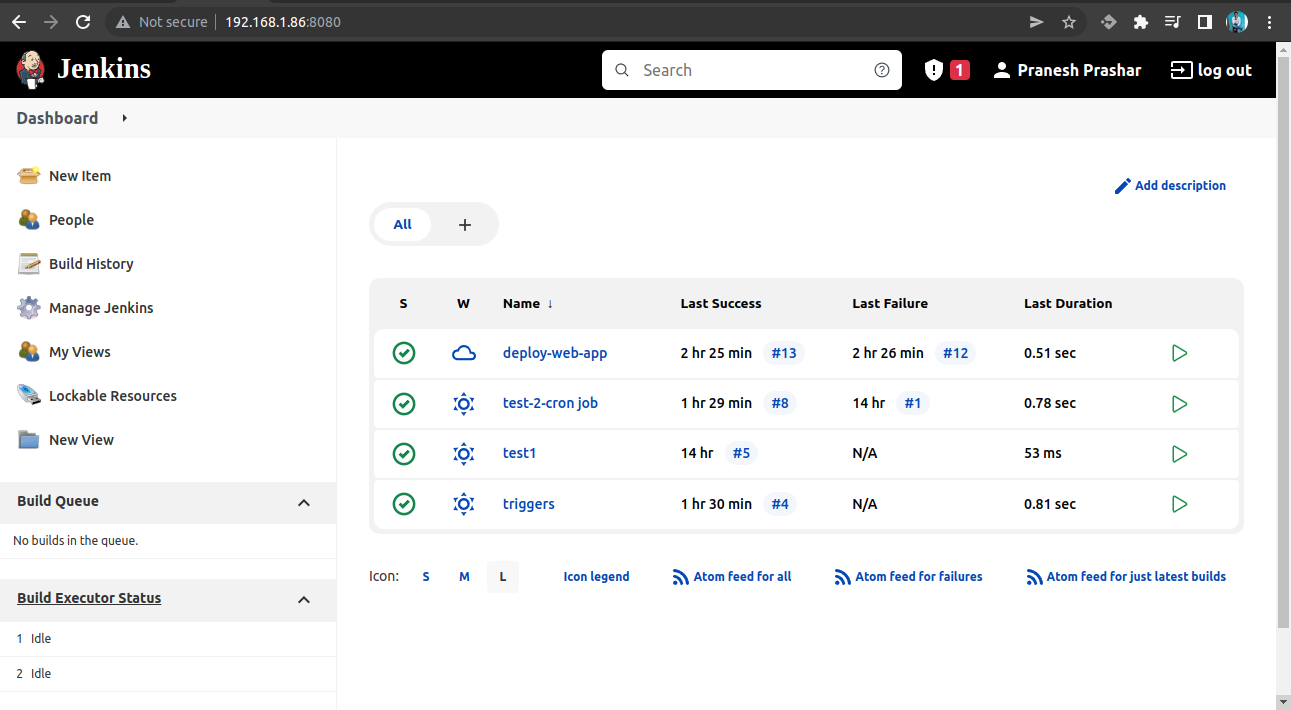 Not secure 192.168.1.86:8080
Jenkins Search 1 Pranesh Prashar log out
Dashboard
New Item
People
Build History
Manage Jenkins
My Views
Lockable Resources
New View
Build Queue
No builds in the queue.
Build Executor Status
1 Idle
2 Idle
Add description
All +
S W Name ↓ Last Success Last Failure Last Duration
deploy-web-app 2 hr 25 min #13 2 hr 26 min #12 0.51 sec
test-2-cron job 1 hr 29 min #8 14 hr #1 0.78 sec
test1 14 hr #5 N/A 53 ms
triggers 1 hr 30 min #4 N/A 0.81 sec
Icon: S M L Icon legend Atom feed for all Atom feed for failures Atom feed for just latest builds